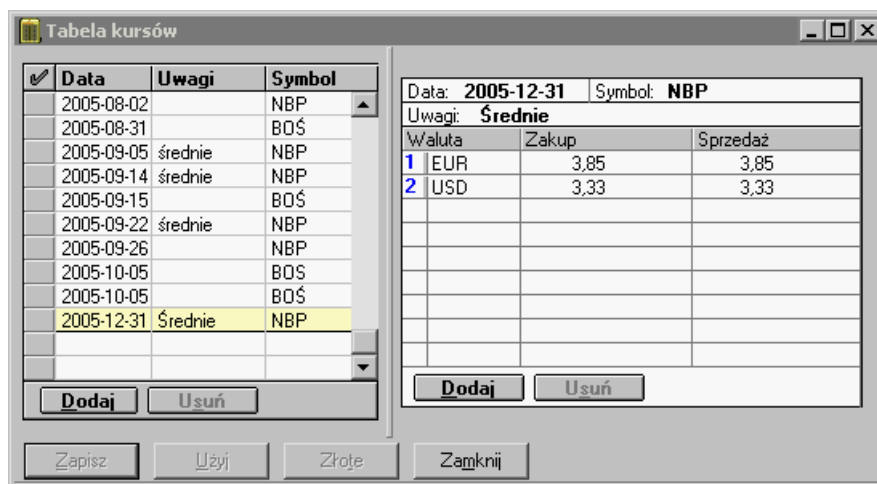 Tabela kursów
Data Uwagi Symbol
2005-08-02 NBP
2005-08-31 BOŚ
2005-09-05 średnie NBP
2005-09-14 średnie NBP
2005-09-15 BOŚ
2005-09-22 średnie NBP
2005-09-26 NBP
2005-10-05 BOS
2005-10-05 BOŚ
2005-12-31 Średnie NBP
Dodaj Usuń
Data: 2005-12-31 Symbol: NBP
Uwagi: Średnie
Waluta Zakup Sprzedaż
1 EUR 3,85 3,85
2 USD 3,33 3,33
Dodaj Usuń
Zapisz Użyj Złote Zamknij